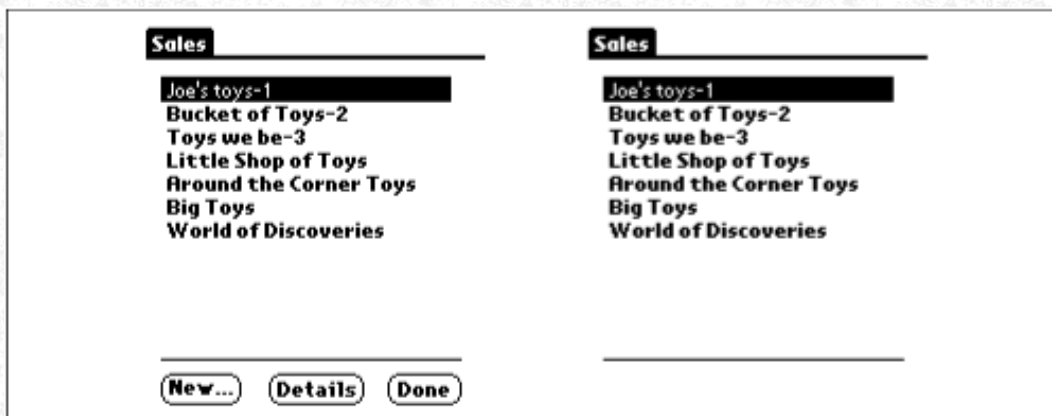 Sales
Joe's toys-1
Bucket of Toys-2
Toys we be-3
Little Shop of Toys
Around the Corner Toys
Big Toys
World of Discoveries
New... Details Done
Sales
Joe's toys-1
Bucket of Toys-2
Toys we be-3
Little Shop of Toys
Around the Corner Toys
Big Toys
World of Discoveries